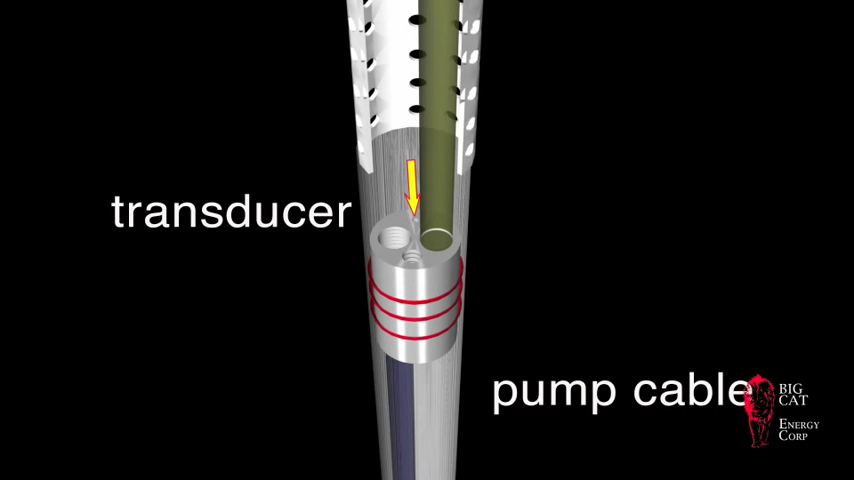 transducer
pump cable
BIG
CAT
ENERGY
CORP